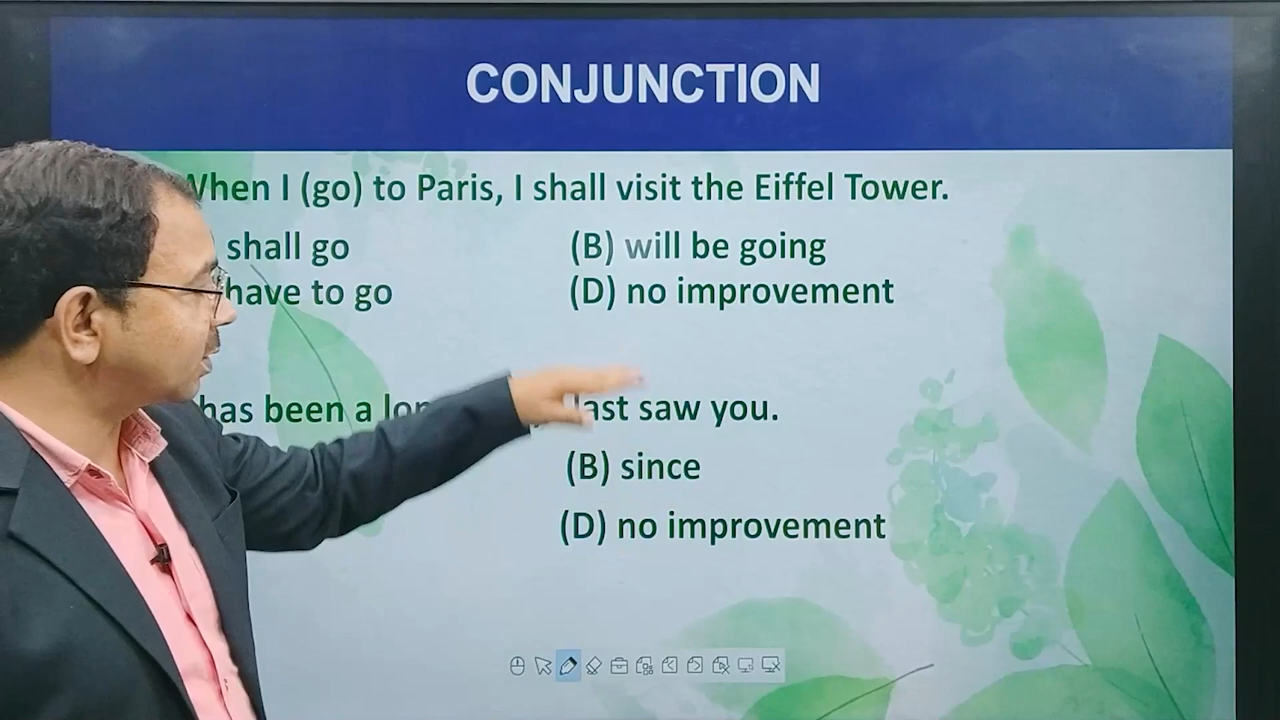 CONJUNCTION
When I (go) to Paris, I shall visit the Eiffel Tower.
shall go (B) will be going
have to go (D) no improvement
has been a last saw you.
(B) since
(D) no improvement